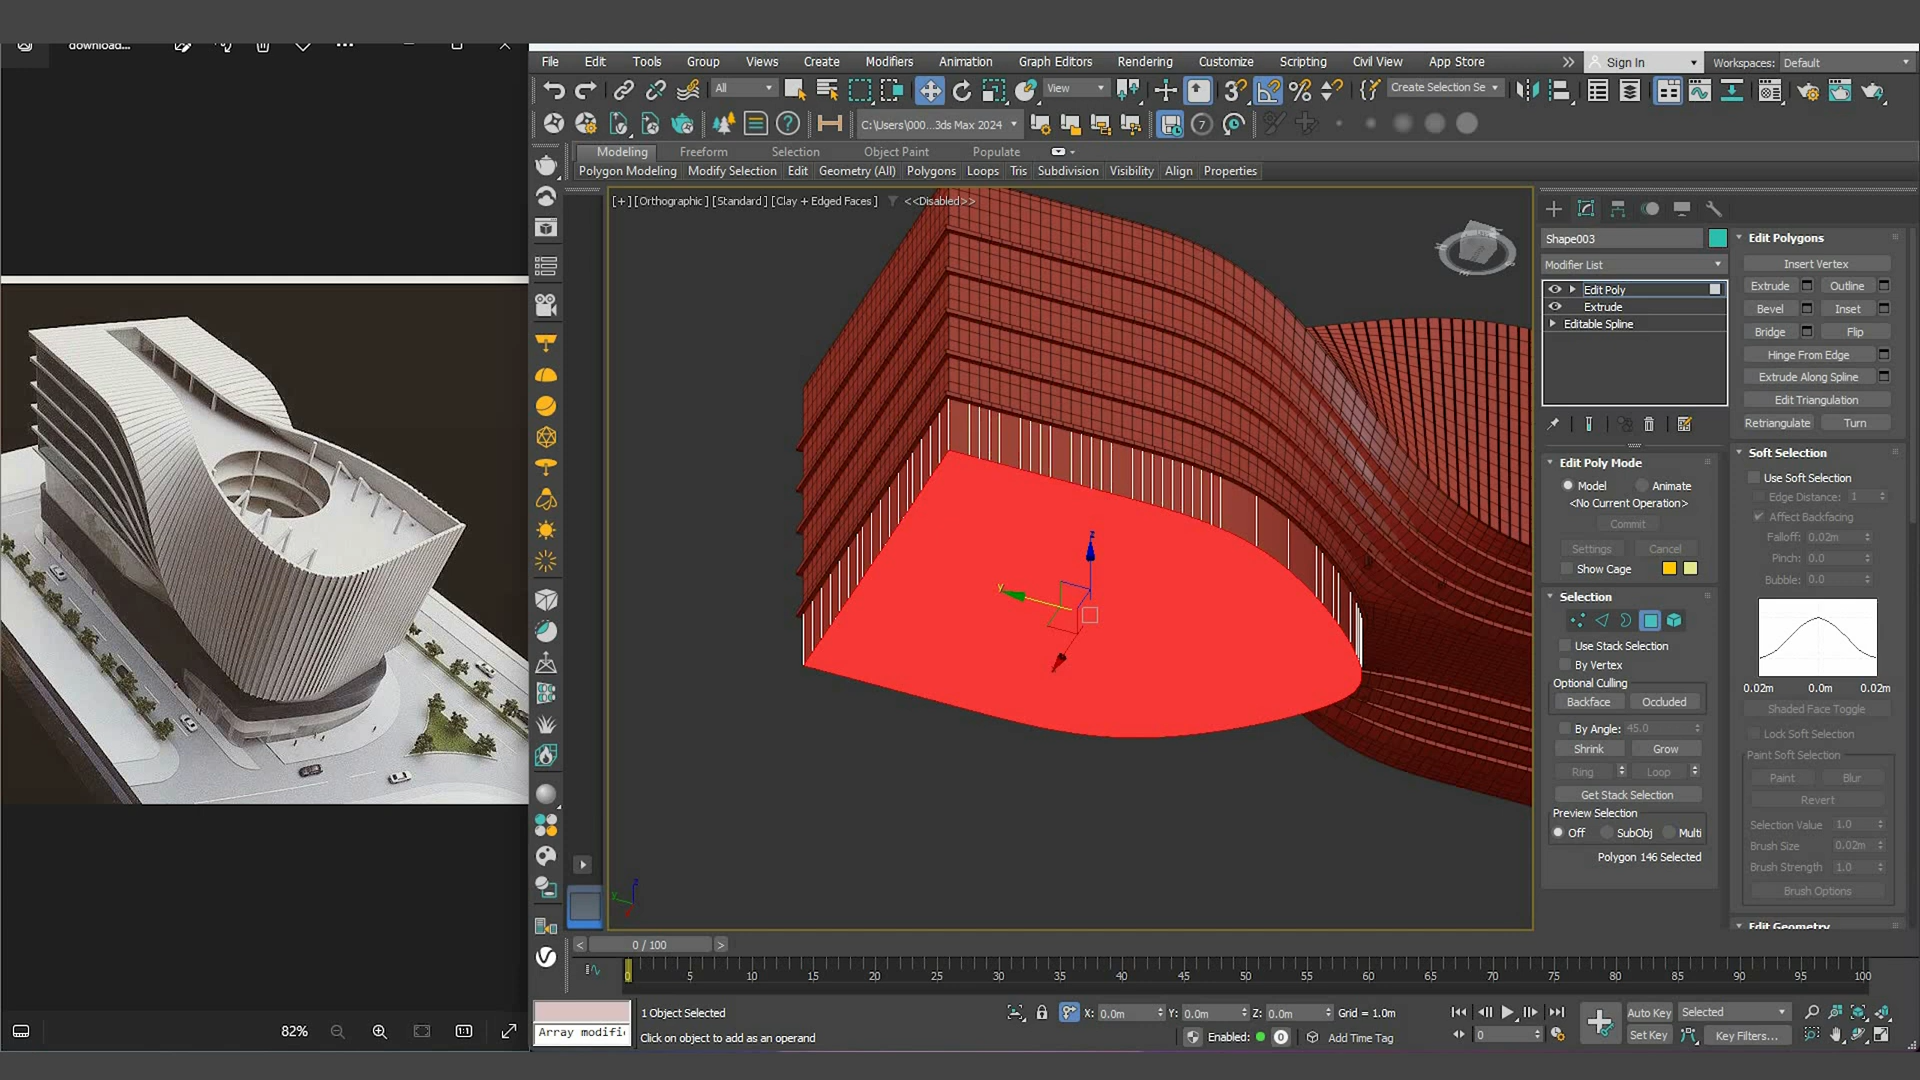 download...
File Edit Tools Group Views Create Modifiers Animation Graph Editors Rendering Customize Scripting Civil View App Store
Sign In Workspaces: Default
All View Create Selection Se
C:\Users\000...3ds Max 2024
Modeling Freeform Selection Object Paint Populate
Polygon Modeling Modify Selection Edit Geometry (All) Polygons Loops Tris Subdivision Visibility Align Properties
[+] [Orthographic] [Standard] [Clay + Edged Faces] <<Disabled>>
Shape003
Modifier List
Edit Poly
Extrude
Editable Spline
Edit Poly Mode
Model Animate
<No Current Operation>
Commit
Settings Cancel
Show Cage
Selection
Use Stack Selection
By Vertex
Optional Culling
Backface Occluded
By Angle: 45.0
Shrink Grow
Ring Loop
Get Stack Selection
Preview Selection
Off SubObj Multi
Polygon 146 Selected
Edit Polygons
Insert Vertex
Extrude Outline
Bevel Inset
Bridge Flip
Hinge From Edge
Extrude Along Spline
Edit Triangulation
Retriangulate Turn
Soft Selection
Use Soft Selection
Edge Distance: 1
Affect Backfacing
Falloff: 0.02m
Pinch: 0.0
Bubble: 0.0
0.02m 0.0m 0.02m
Shaded Face Toggle
Lock Soft Selection
Paint Soft Selection
Paint Blur
Revert
Selection Value 1.0
Brush Size 0.02m
Brush Strength 1.0
Brush Options
Edit Geometry
z
y
z
y
< 0 / 100 >
0 5 10 15 20 25 30 35 40 45 50 55 60 65 70 75 80 85 90 95 100
82%
Array modifi
1 Object Selected
Click on object to add as an operand
X: 0.0m Y: 0.0m Z: 0.0m Grid = 1.0m
Enabled: 0 Add Time Tag
0
Auto Key Selected
Set Key Key Filters...